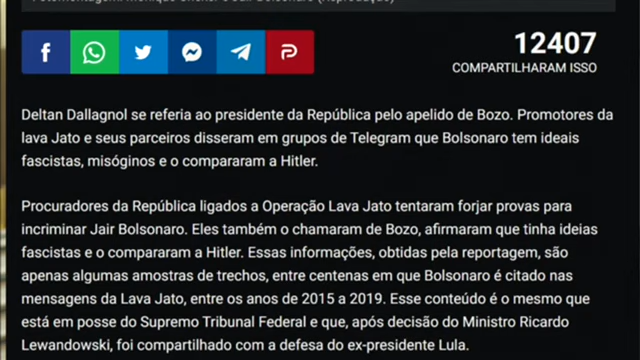 12407
COMPARTILHARAM ISSO
Deltan Dallagnol se referia ao presidente da República pelo apelido de Bozo. Promotores da
lava Jato e seus parceiros disseram em grupos de Telegram que Bolsonaro tem ideais
fascistas, misóginos e o compararam a Hitler.
Procuradores da República ligados a Operação Lava Jato tentaram forjar provas para
incriminar Jair Bolsonaro. Eles também o chamaram de Bozo, afirmaram que tinha ideias
fascistas e o compararam a Hitler. Essas informações, obtidas pela reportagem, são
apenas algumas amostras de trechos, entre centenas em que Bolsonaro é citado nas
mensagens da Lava Jato, entre os anos de 2015 a 2019. Esse conteúdo é o mesmo que
está em posse do Supremo Tribunal Federal e que, após decisão do Ministro Ricardo
Lewandowski, foi compartilhado com a defesa do ex-presidente Lula.